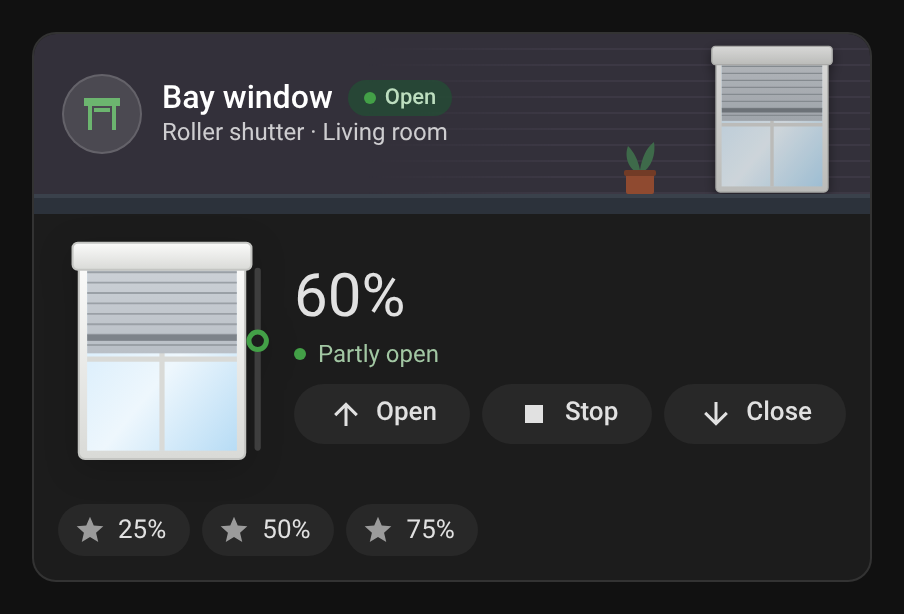 Bay window
Open
Roller shutter · Living room
60%
Partly open
Open
Stop
Close
25%
50%
75%